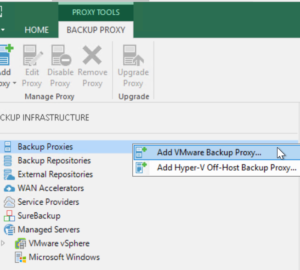 PROXY TOOLS
HOME
BACKUP PROXY
Add
Proxy
Edit
Proxy
Disable
Proxy
Remove
Proxy
Upgrade
Proxy
Manage Proxy
Upgrade
CKUP INFRASTRUCTURE
Backup Proxies
Add VMware Backup Proxy...
Backup Repositories
Add Hyper-V Off-Host Backup Proxy...
External Repositories
WAN Accelerators
Service Providers
SureBackup
Managed Servers
VMware vSphere
Microsoft Windows